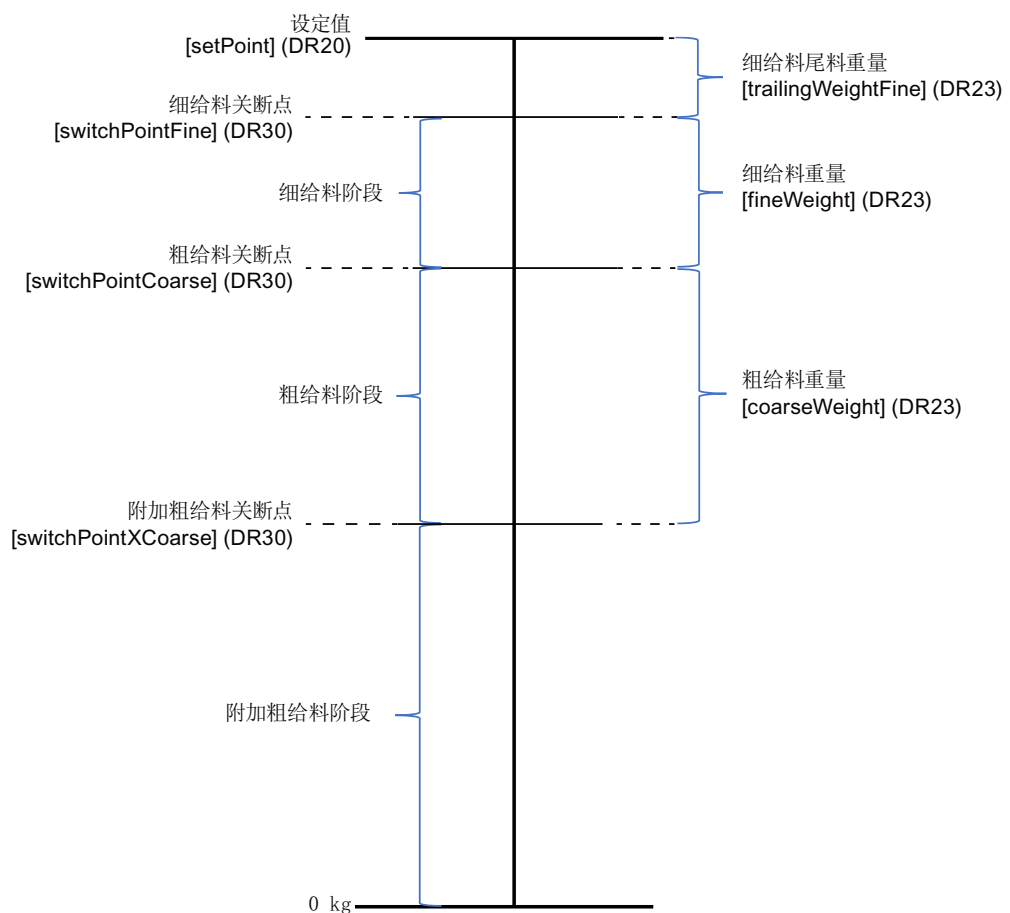 设定值
[setPoint] (DR20)
细给料尾料重量
[trailingWeightFine] (DR23)
细给料关断点
[switchPointFine] (DR30)
细给料阶段
细给料重量
[fineWeight] (DR23)
粗给料关断点
[switchPointCoarse] (DR30)
粗给料阶段
粗给料重量
[coarseWeight] (DR23)
附加粗给料关断点
[switchPointXCoarse] (DR30)
附加粗给料阶段
0 kg